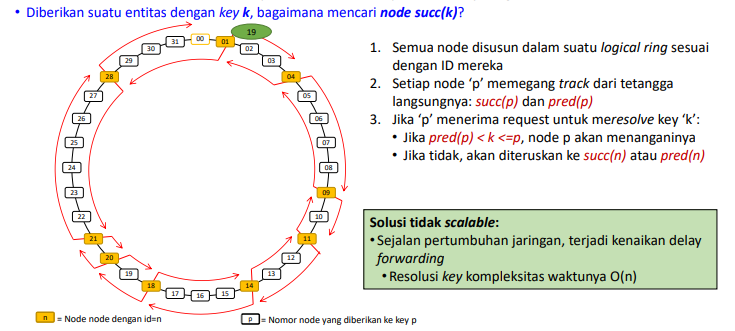 • Diberikan suatu entitas dengan key k, bagaimana mencari node succ(k)?
19
31 00 01
30 02
29 03
28 04
27 05
26 06
25 07
24 08
23 09
22 10
21 11
20 12
19 13
18 17 16 15 14
1. Semua node disusun dalam suatu logical ring sesuai
dengan ID mereka
2. Setiap node ‘p’ memegang track dari tetangga
langsungnya: succ(p) dan pred(p)
3. Jika ‘p’ menerima request untuk meresolve key ‘k’:
• Jika pred(p) < k <=p, node p akan menanganinya
• Jika tidak, akan diteruskan ke succ(n) atau pred(n)
Solusi tidak scalable:
• Sejalan pertumbuhan jaringan, terjadi kenaikan delay
forwarding
• Resolusi key kompleksitas waktunya O(n)
n = Node node dengan id=n
p = Nomor node yang diberikan ke key p